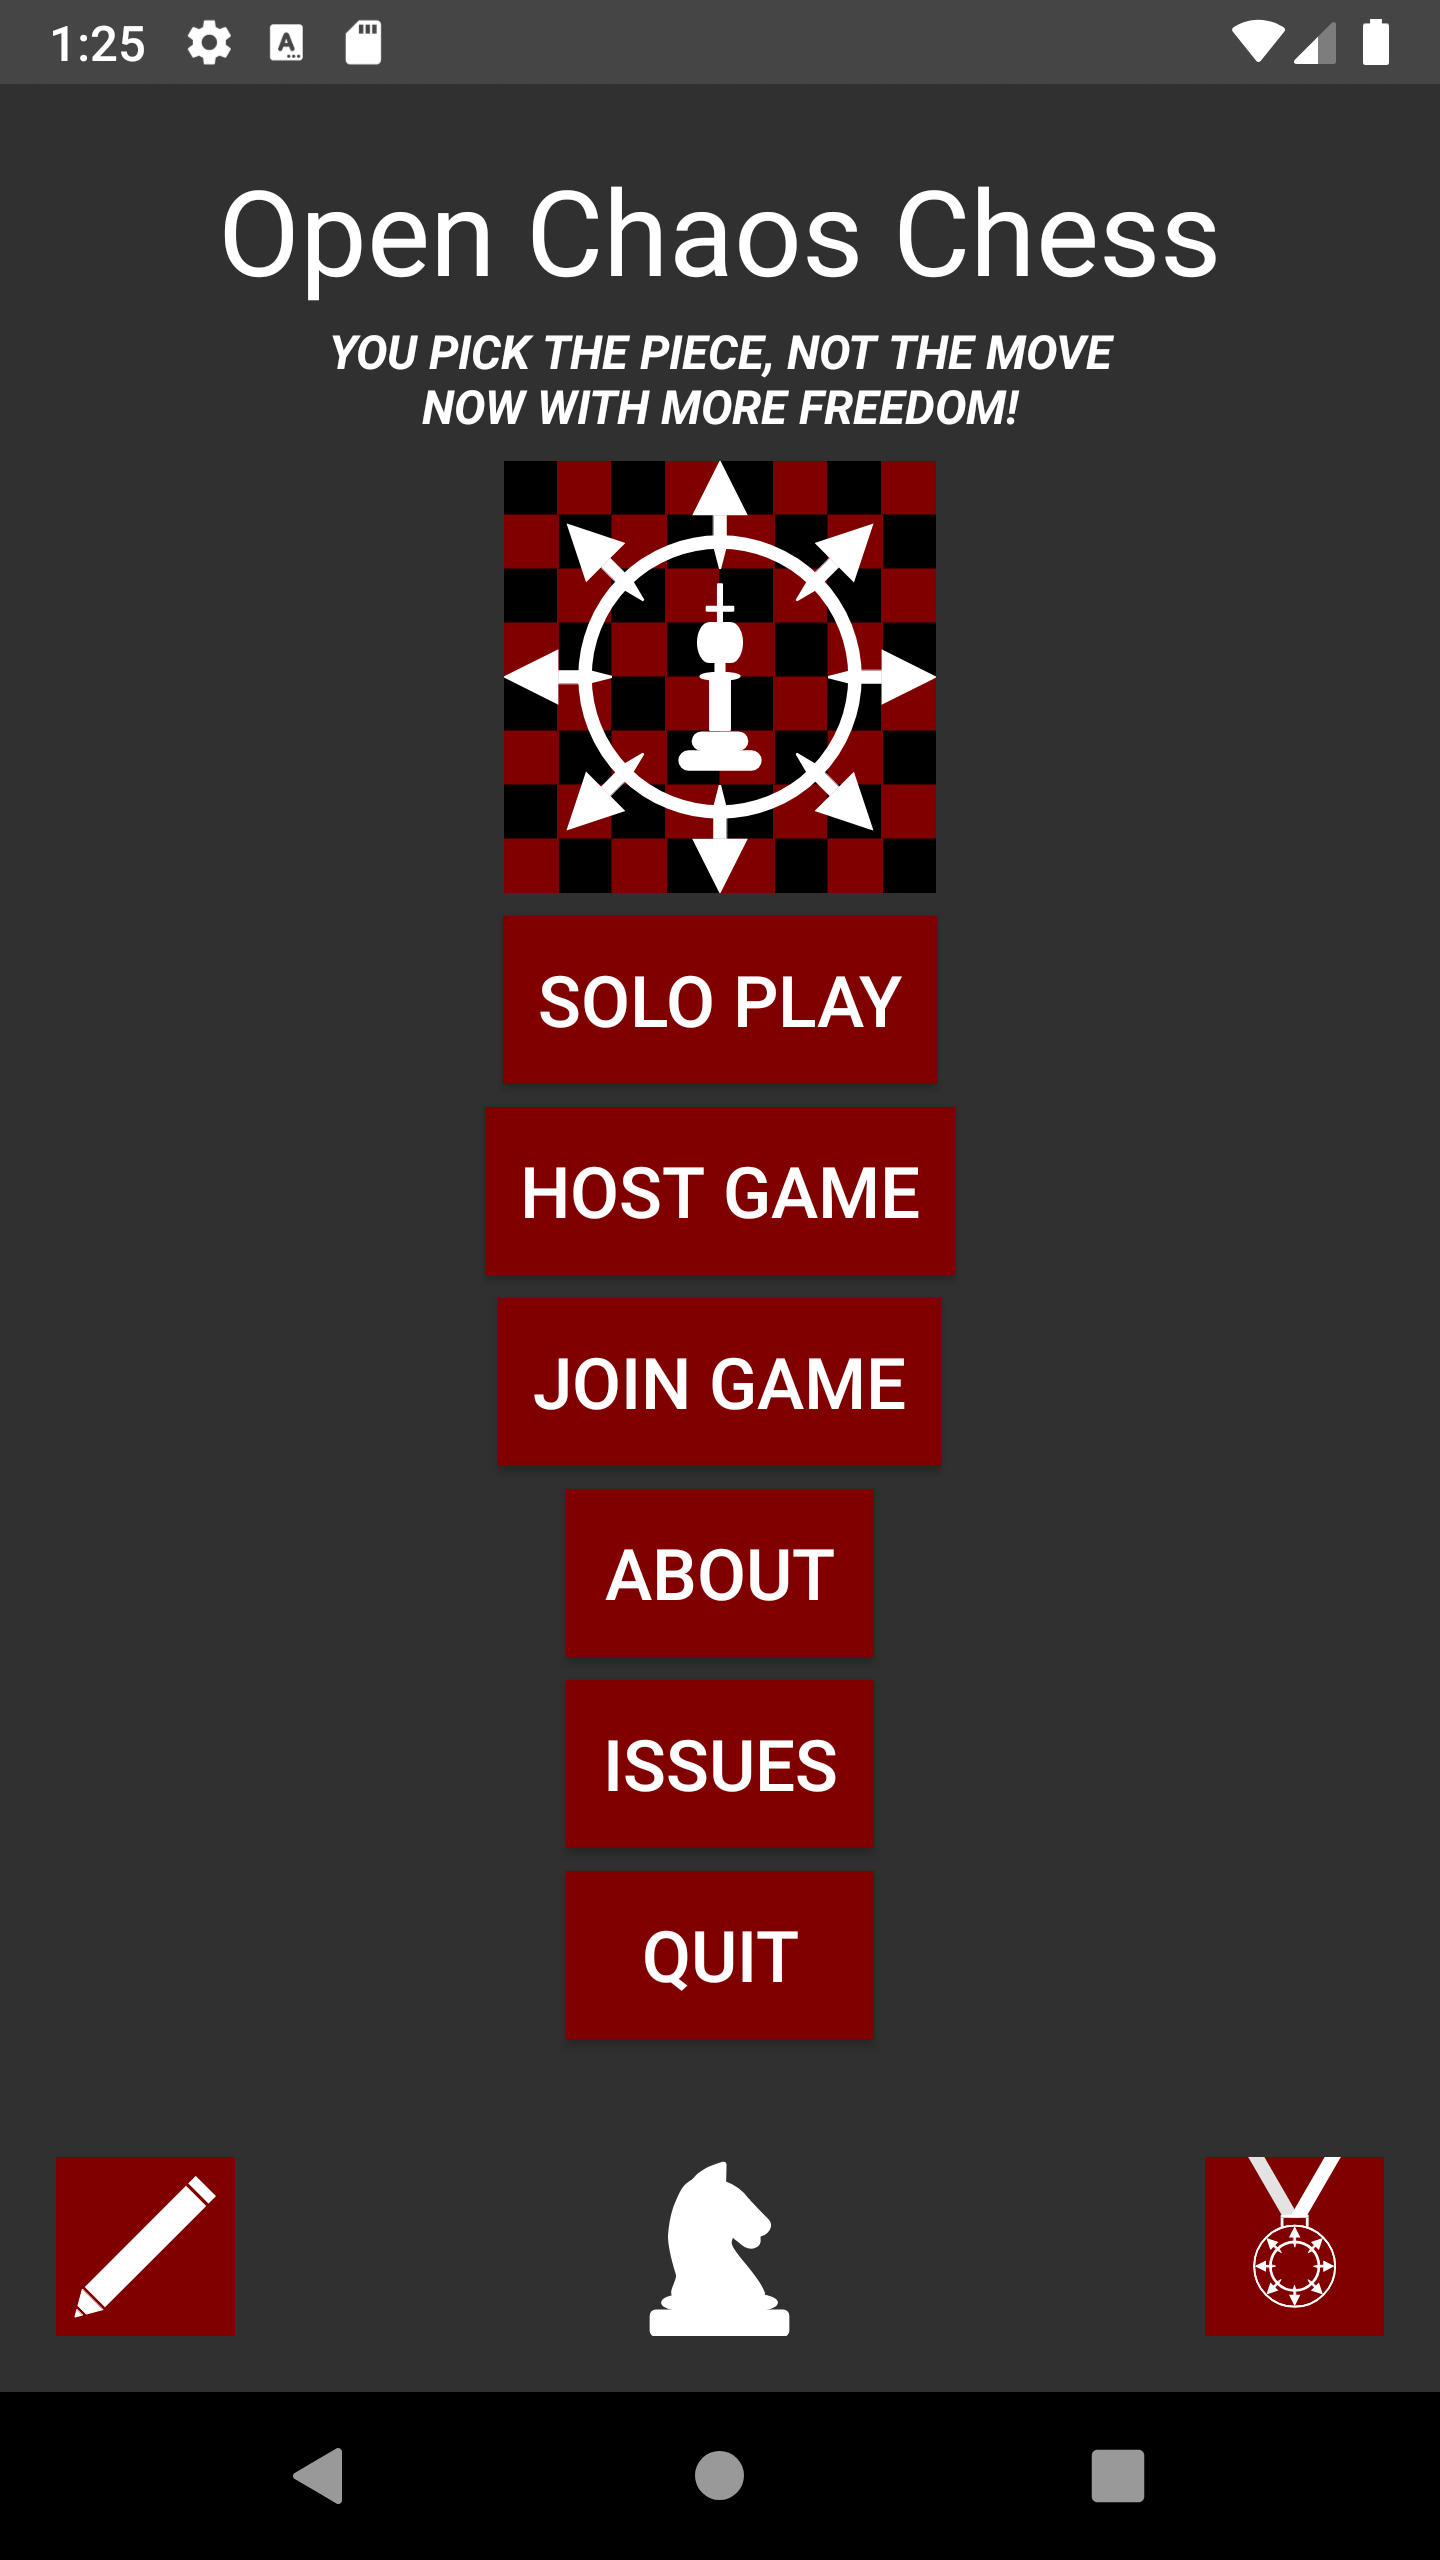 1:25
Open Chaos Chess
YOU PICK THE PIECE, NOT THE MOVE
NOW WITH MORE FREEDOM!
SOLO PLAY
HOST GAME
JOIN GAME
ABOUT
ISSUES
QUIT